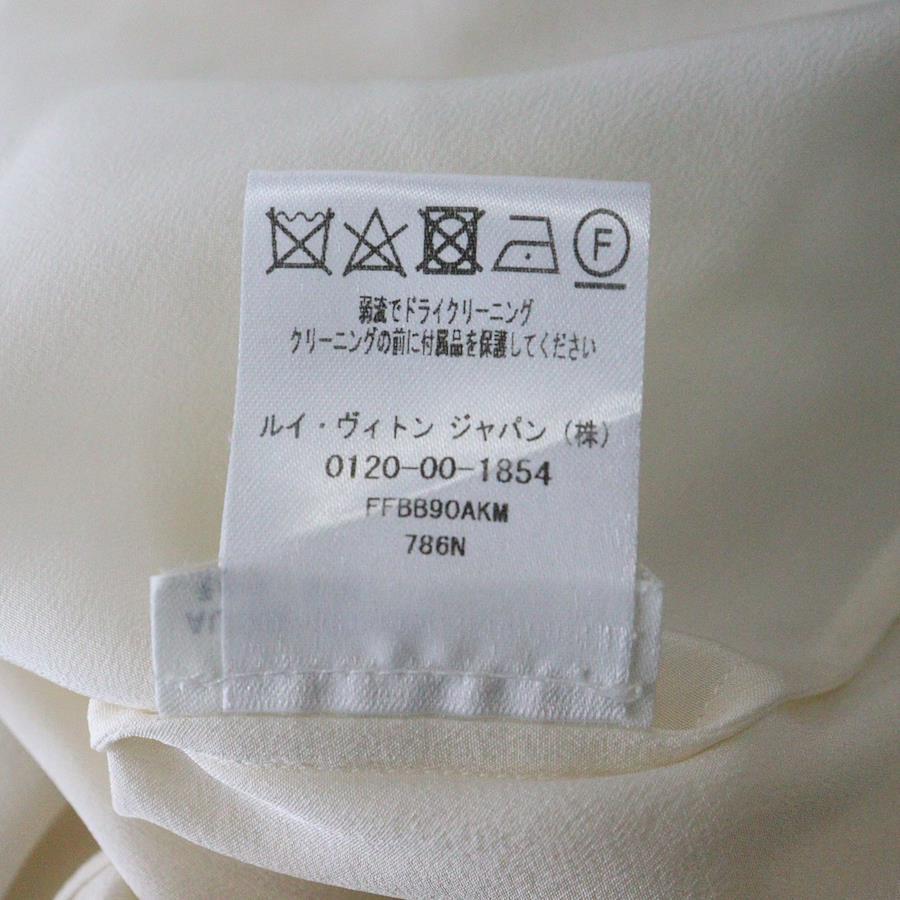 F
弱流でドライクリーニング
クリーニングの前に付属品を保護してください
ルイ・ヴィトン ジャパン (株)
0120-00-1854
FFBB90AKM
786N